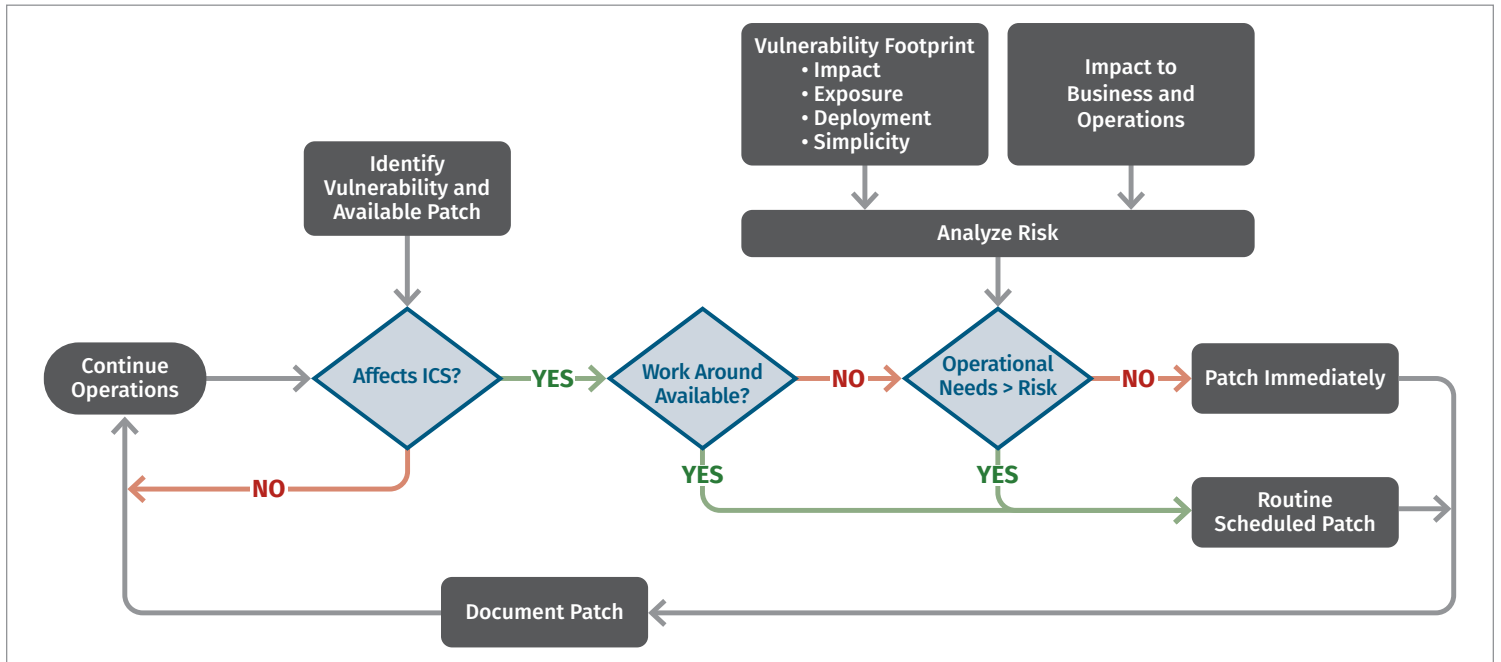 Vulnerability Footprint
• Impact
• Exposure
• Deployment
• Simplicity
Impact to
Business and
Operations
Identify
Vulnerability and
Available Patch
Analyze Risk
Continue
Operations
Affects ICS?
YES
Work Around
Available?
NO
Operational
Needs > Risk
NO
Patch Immediately
NO
YES
YES
Routine
Scheduled Patch
Document Patch